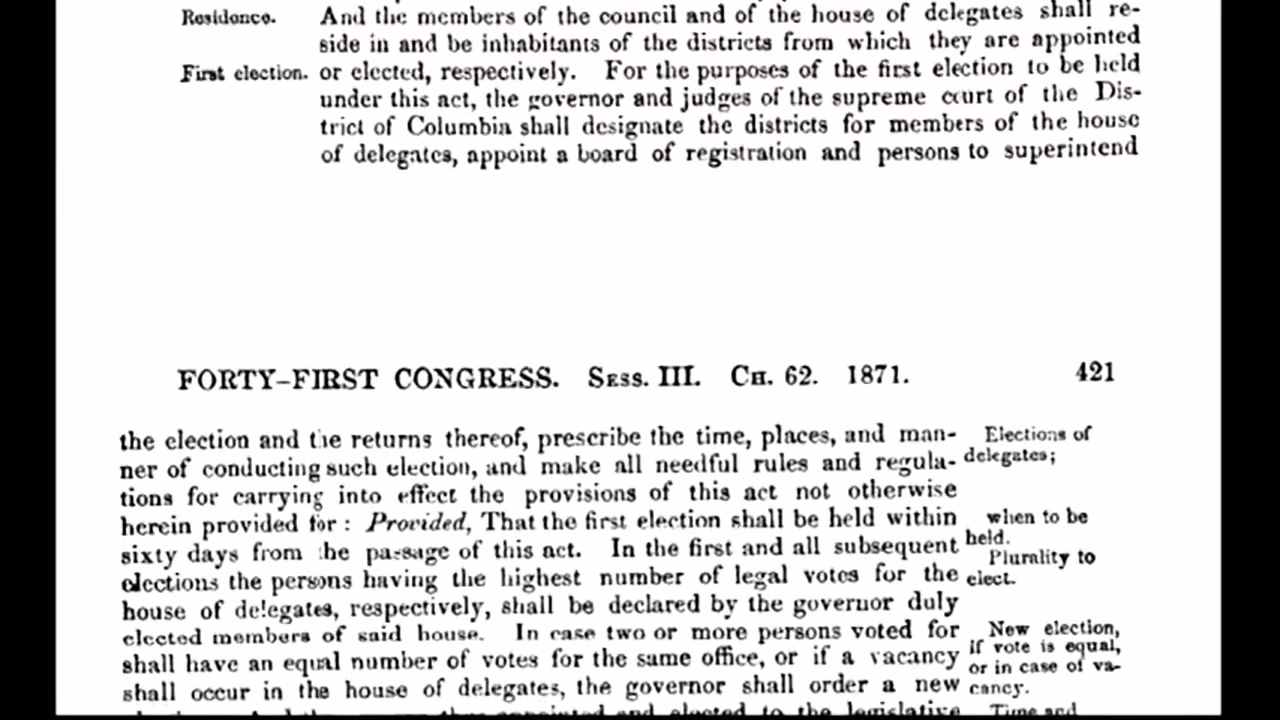 Residence. And the members of the council and of the house of delegates shall re-
side in and be inhabitants of the districts from which they are appointed
First election. or elected, respectively. For the purposes of the first election to be held
under this act, the governor and judges of the supreme court of the Dis-
trict of Columbia shall designate the districts for members of the house
of delegates, appoint a board of registration and persons to superintend
FORTY-FIRST CONGRESS. SESS. III. CH. 62. 1871. 421
the election and the returns thereof, prescribe the time, places, and man-
Elections of
ner of conducting such election, and make all needful rules and regula-
delegates;
tions for carrying into effect the provisions of this act not otherwise
herein provided for: Provided, That the first election shall be held within
when to be
held.
sixty days from the passage of this act. In the first and all subsequent
Plurality to
elections the persons having the highest number of legal votes for the
elect.
house of delegates, respectively, shall be declared by the governor duly
elected members of said house. In case two or more persons voted for
New election,
if vote is equal,
shall have an equal number of votes for the same office, or if a vacancy
or in case of va-
shall occur in the house of delegates, the governor shall order a new
cancy.
appointed and elected to the legislative
Time and